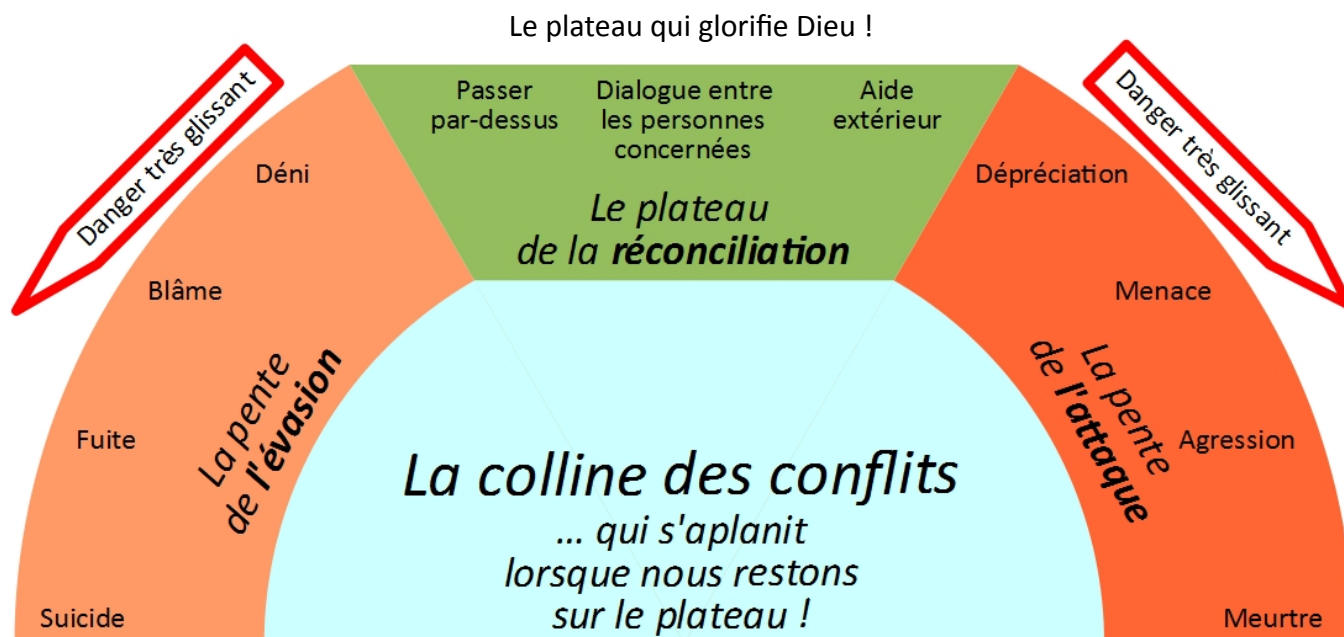 Le plateau qui glorifie Dieu !
Danger très glissant
Passer
par-dessus
Dialogue entre
les personnes
concernées
Aide
extérieur
Danger très glissant
Déni
Blâme
Fuite
Suicide
La pente
de l'évasion
Le plateau
de la réconciliation
Dépréciation
Menace
Agression
Meurtre
La pente
de l'attaque
La colline des conflits
... qui s'aplanit
lorsque nous restons
sur le plateau !